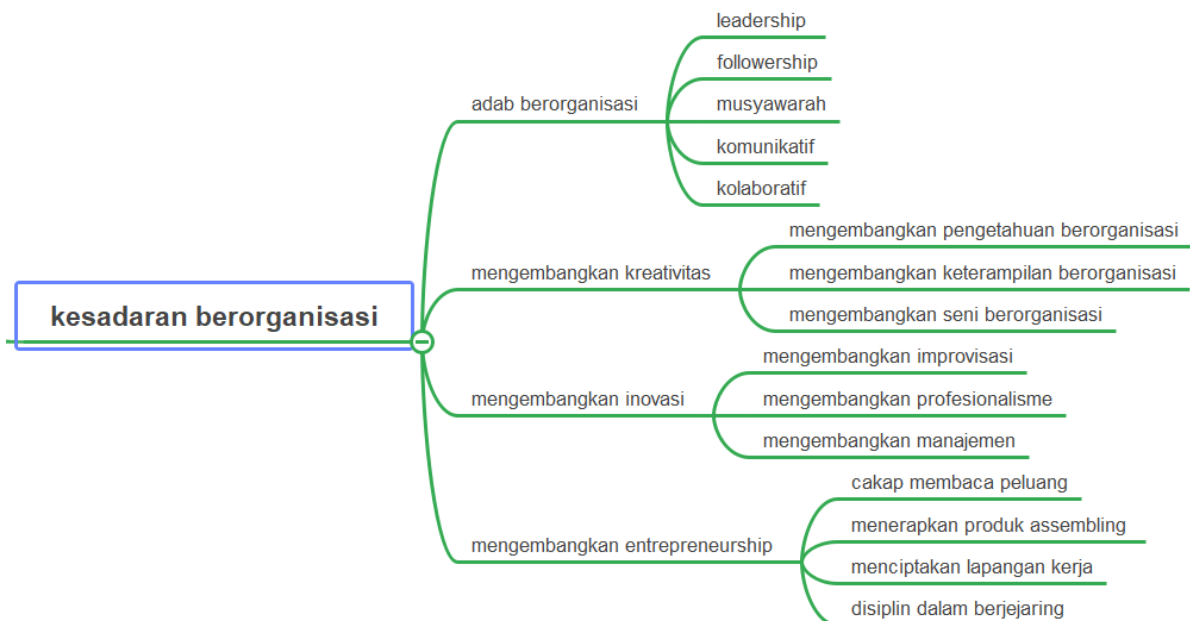 kesadaran berorganisasi
adab berorganisasi
leadership
followership
musyawarah
komunikatif
kolaboratif
mengembangkan kreativitas
mengembangkan pengetahuan berorganisasi
mengembangkan keterampilan berorganisasi
mengembangkan seni berorganisasi
mengembangkan inovasi
mengembangkan improvisasi
mengembangkan profesionalisme
mengembangkan manajemen
mengembangkan entrepreneurship
cakap membaca peluang
menerapkan produk assembling
menciptakan lapangan kerja
disiplin dalam berjejaring